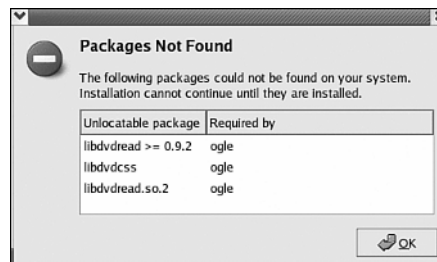 Packages Not Found
The following packages could not be found on your system.
Installation cannot continue until they are installed.
Unlocatable package Required by
libdvdread >= 0.9.2 ogle
libdvdcss ogle
libdvdread.so.2 ogle
OK